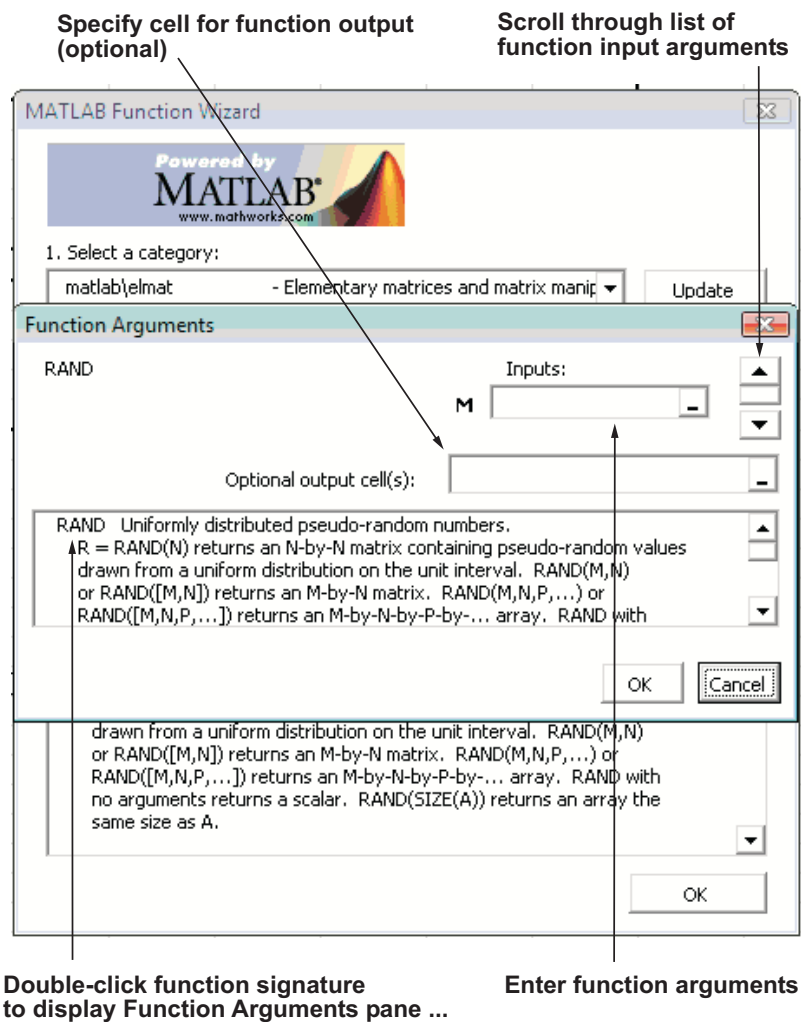 Specify cell for function output
(optional)
Scroll through list of
function input arguments
MATLAB Function Wizard
Powered by
MATLAB®
www.mathworks.com
1. Select a category:
matlab\elmat - Elementary matrices and matrix manip
Update
Function Arguments
RAND
Inputs:
M
Optional output cell(s):
RAND Uniformly distributed pseudo-random numbers.
R = RAND(N) returns an N-by-N matrix containing pseudo-random values
drawn from a uniform distribution on the unit interval. RAND(M,N)
or RAND([M,N]) returns an M-by-N matrix. RAND(M,N,P,...) or
RAND([M,N,P,...]) returns an M-by-N-by-P-by-... array. RAND with
OK
Cancel
drawn from a uniform distribution on the unit interval. RAND(M,N)
or RAND([M,N]) returns an M-by-N matrix. RAND(M,N,P,...) or
RAND([M,N,P,...]) returns an M-by-N-by-P-by-... array. RAND with
no arguments returns a scalar. RAND(SIZE(A)) returns an array the
same size as A.
OK
Double-click function signature
to display Function Arguments pane ...
Enter function arguments